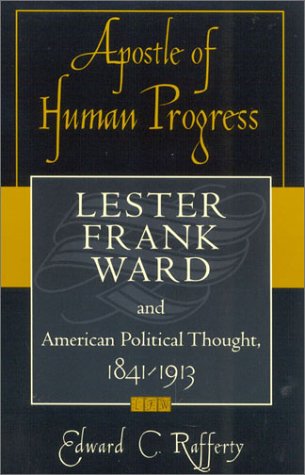 Apostle of
Human Progress
LESTER
FRANK
WARD
and
American Political Thought,
1841/1913
L F W
Edward C. Rafferty